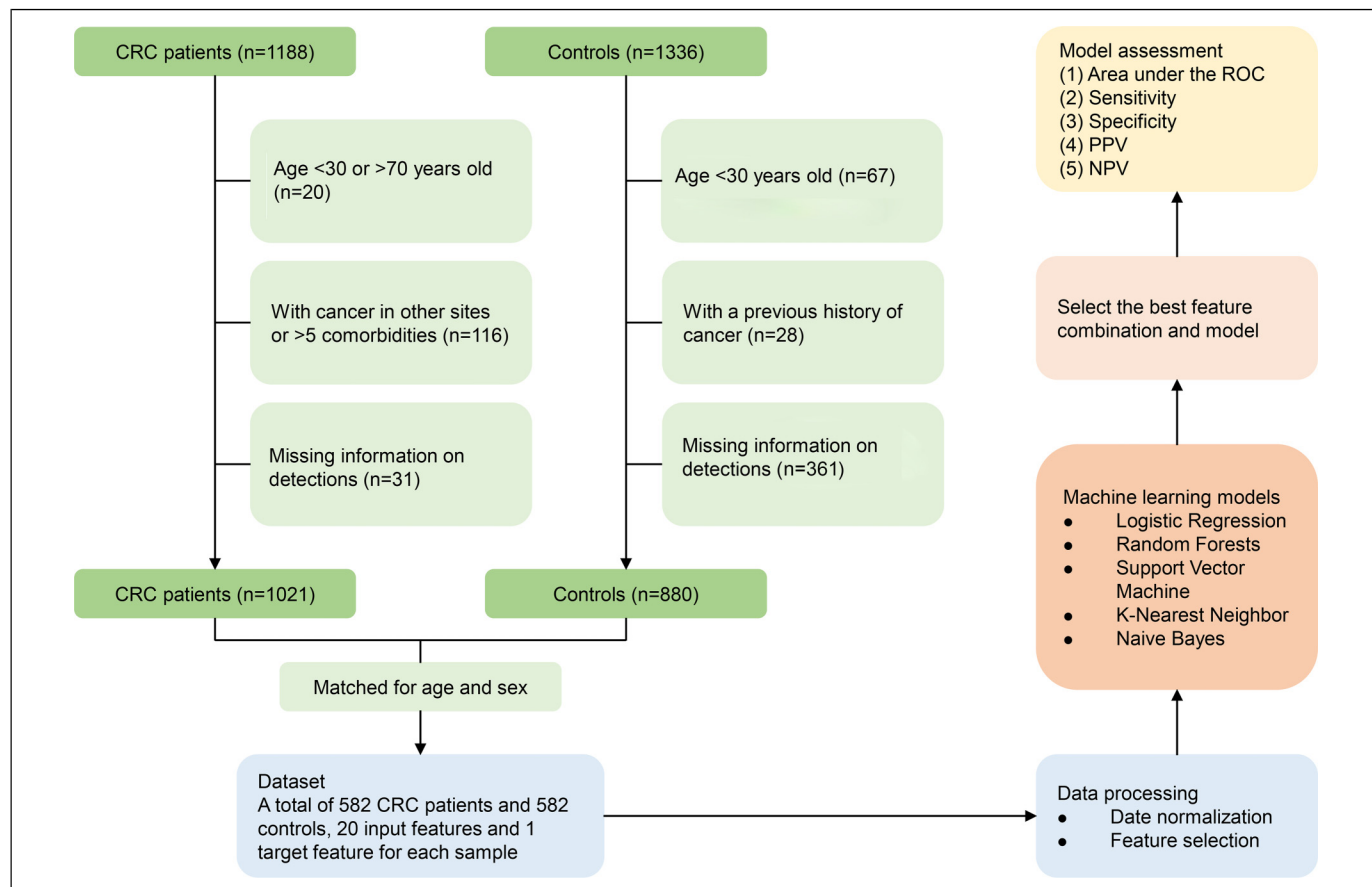 CRC patients (n=1188)
Age <30 or >70 years old
(n=20)
With cancer in other sites
or >5 comorbidities (n=116)
Missing information on
detections (n=31)
CRC patients (n=1021)
Controls (n=1336)
Age <30 years old (n=67)
With a previous history of
cancer (n=28)
Missing information on
detections (n=361)
Controls (n=880)
Matched for age and sex
Dataset
A total of 582 CRC patients and 582
controls, 20 input features and 1
target feature for each sample
Data processing
● Date normalization
● Feature selection
Machine learning models
● Logistic Regression
● Random Forests
● Support Vector
Machine
● K-Nearest Neighbor
● Naive Bayes
Select the best feature
combination and model
Model assessment
(1) Area under the ROC
(2) Sensitivity
(3) Specificity
(4) PPV
(5) NPV